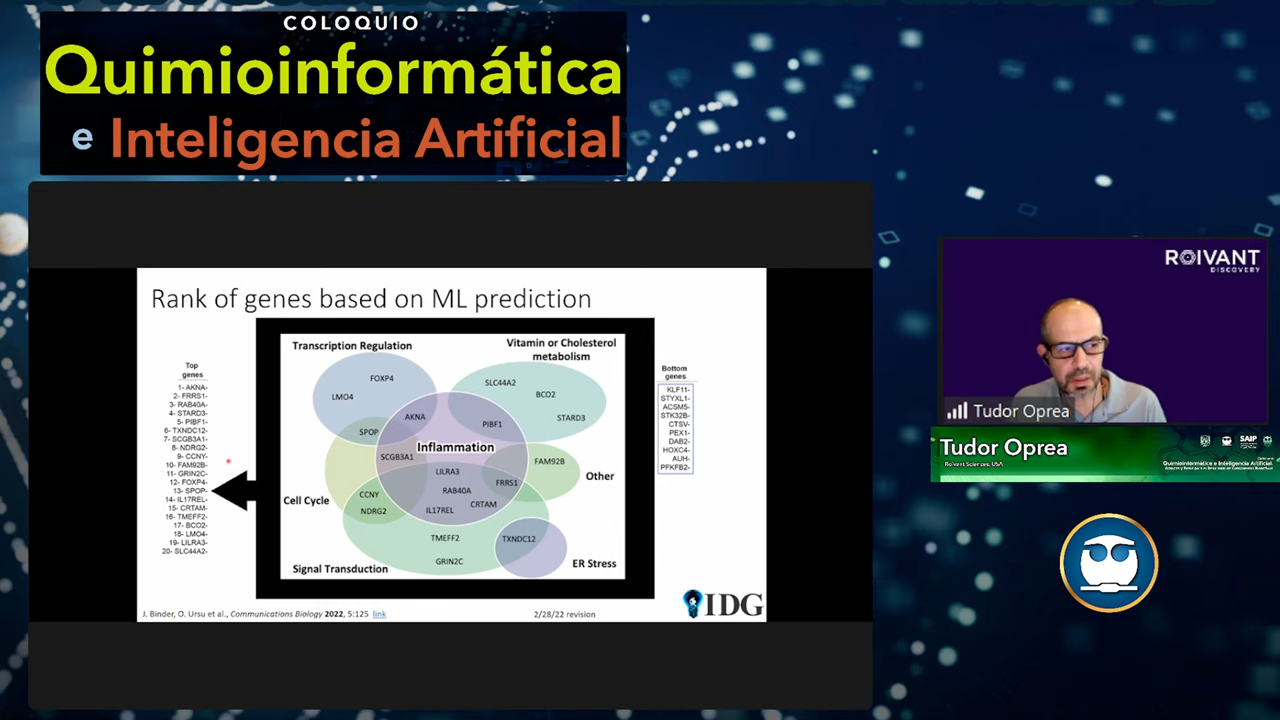 COLOQUIO
Quimioinformática
e Inteligencia Artificial
Rank of genes based on ML prediction
Top
genes
1- AKNA-
2- FRRS1-
3- RAB40A-
4- STARD3-
5- PIBF1-
6- TXNDC12-
7- SCGB3A1-
8- NDRG2-
9- CCNY-
10- FAM92B-
11- GRIN2C-
12- FOXP4-
13- SPOP-
14- IL17REL-
15- CRTAM-
16- TMEFF2-
17- BCO2-
18- LMO4-
19- LILRA3-
20- SLC44A2-
Transcription Regulation
Vitamin or Cholesterol
metabolism
FOXP4
LMO4
SLC44A2
BCO2
STARD3
AKNA
PIBF1
SPOP
Inflammation
SCGB3A1
LILRA3
FAM92B
Other
FRRS1
RAB40A
CCNY
Cell Cycle
CRTAM
NDRG2
IL17REL
TMEFF2
TXNDC12
GRIN2C
ER Stress
Signal Transduction
Bottom
genes
KLF11-
STYXL1-
ACSM5-
STK32B-
CTSV-
PEX1-
DAB2-
HOXC4-
AUH-
PFKFB2-
J. Binder, O. Ursu et al., Communications Biology 2022, 5:125 link
2/28/22 revision
IDG
ROIVANT
DISCOVERY
Tudor Oprea
Tudor Oprea
Roivant Sciences, USA
SAIP
Quimioinformática e Inteligencia Artificial